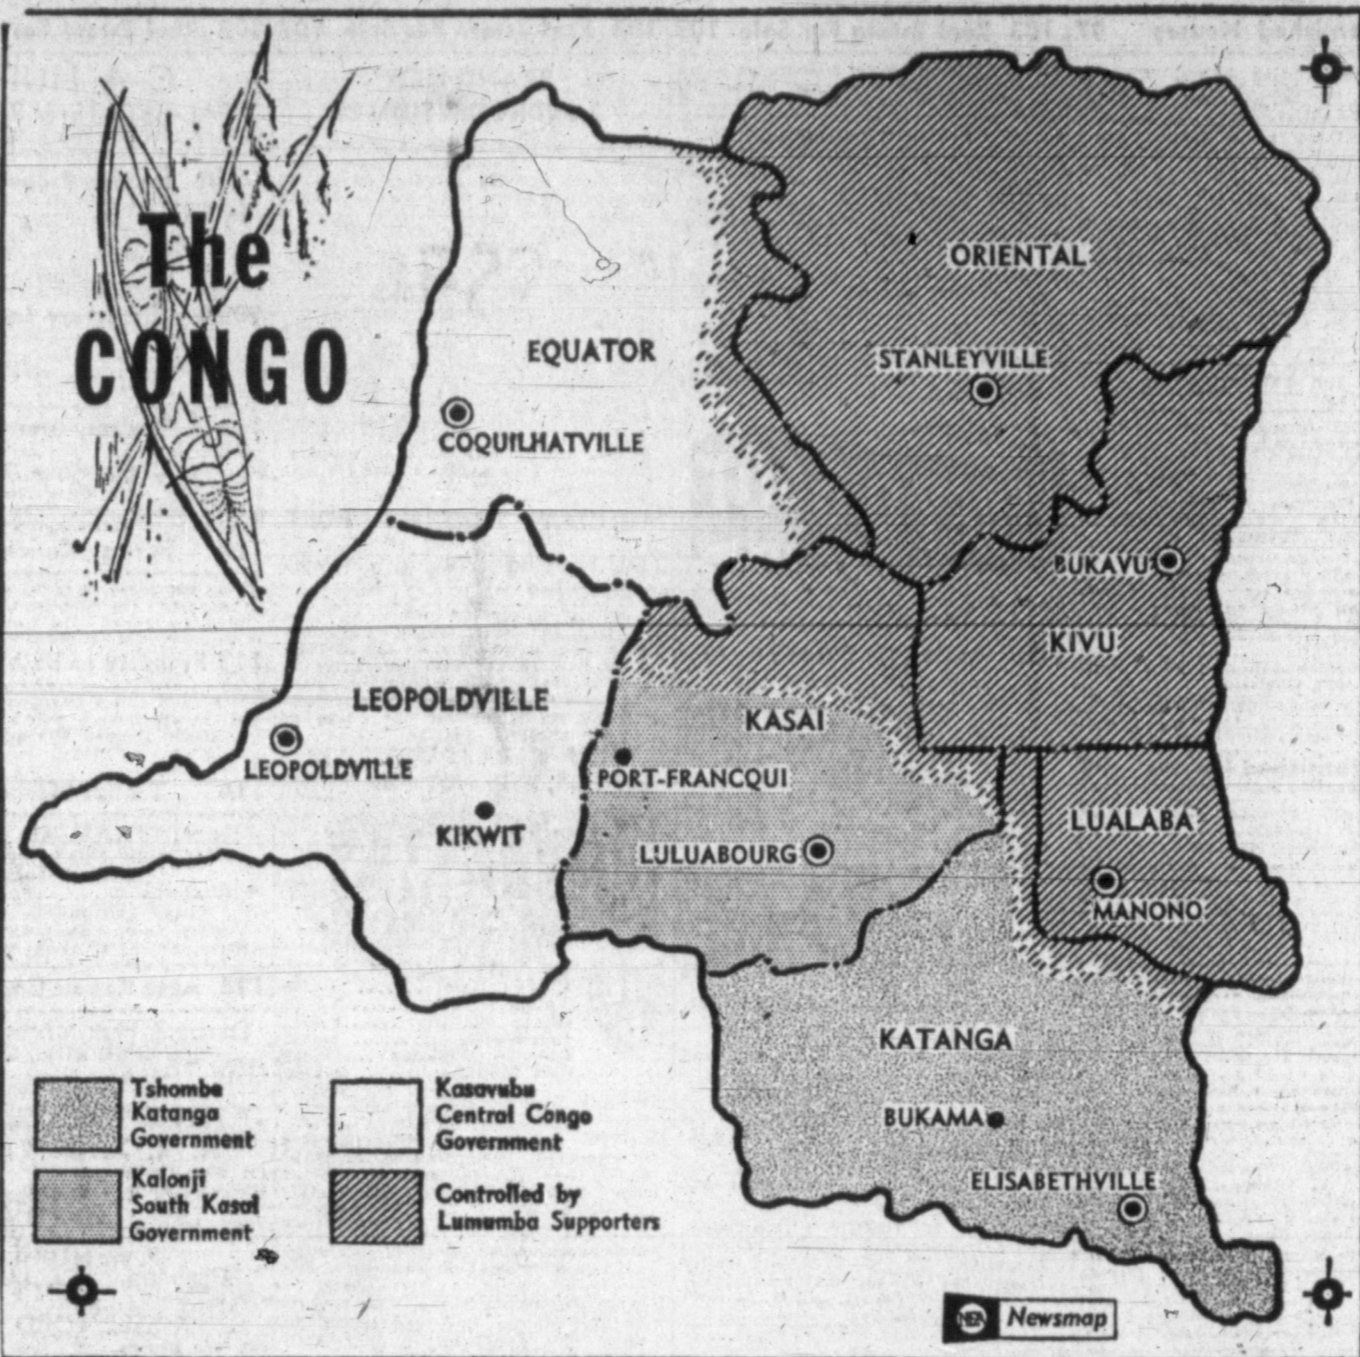 The
CONGO
ORIENTAL
EQUATOR
STANLEYVILLE
COQUILHATVILLE
BUKAVU
KIVU
LEOPOLDVILLE
LEOPOLDVILLE
KASAI
PORT-FRANCQUI
KIKWIT
LULUABOURG
LUALABA
MANONO
KATANGA
BUKAMA
ELISABETHVILLE
Tshombe
Katanga
Government
Kasavubu
Central Congo
Government
Kalonji
South Kasai
Government
Controlled by
Lumumba Supporters
NEA Newsmap